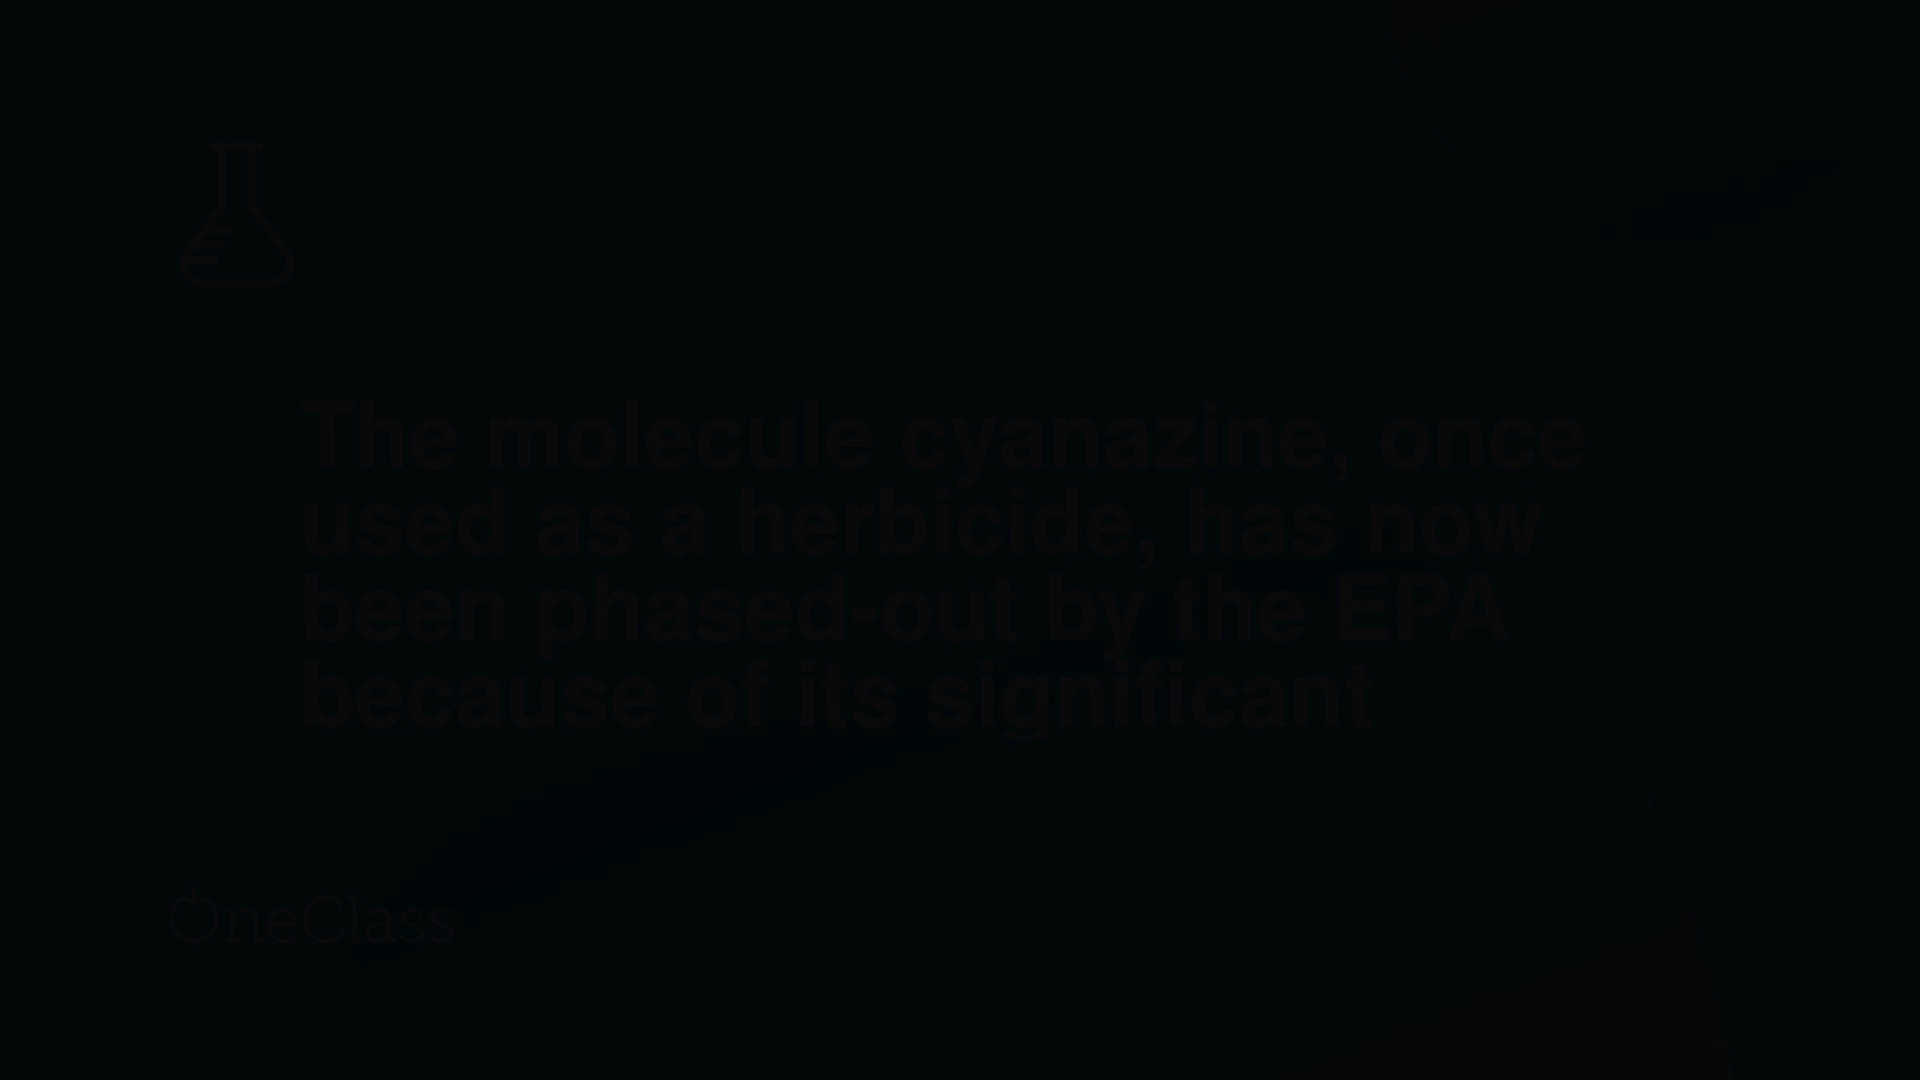 The molecule cyanazine, once
used as a herbicide, has now
been phased-out by the EPA
because of its significant
OneClass